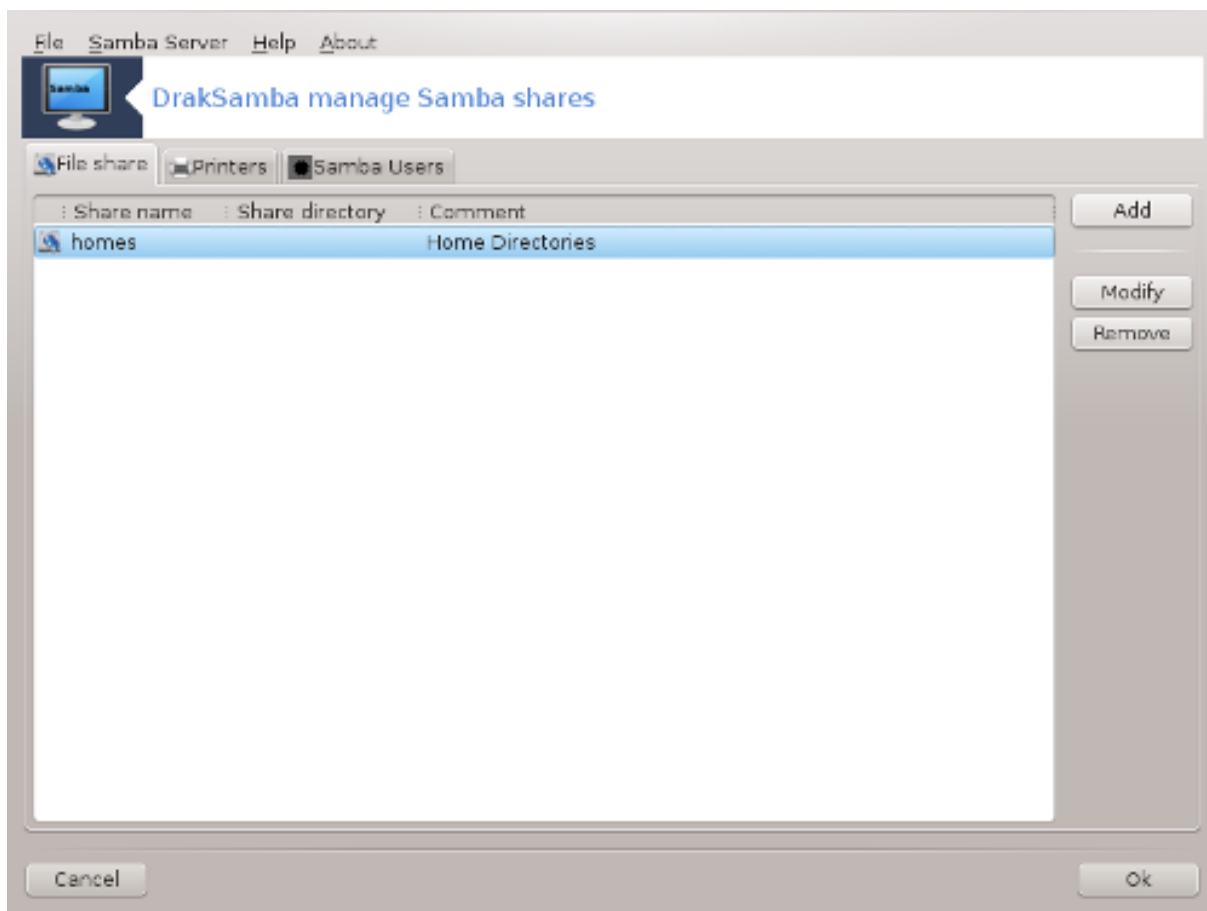 File Samba Server Help About
Samba
DrakSamba manage Samba shares
File share Printers Samba Users
Share name Share directory Comment
Add
homes Home Directories
Modify
Remove
Cancel Ok